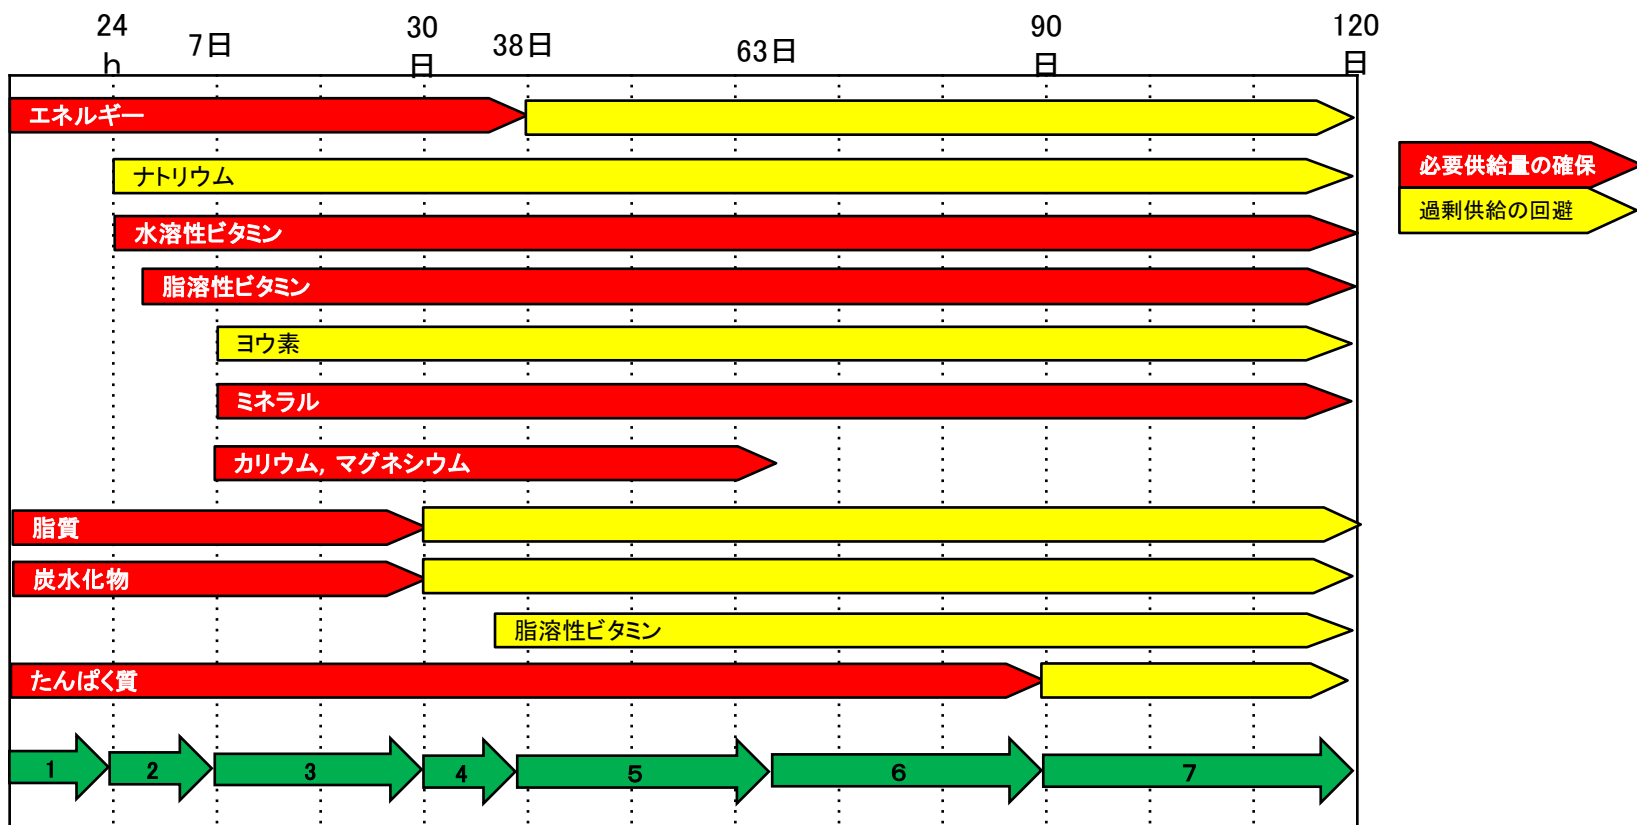 24
h
7日
30
日
38日
63日
90
日
120
日
エネルギー
必要供給量の確保
ナトリウム
過剰供給の回避
水溶性ビタミン
脂溶性ビタミン
ヨウ素
ミネラル
カリウム, マグネシウム
脂質
炭水化物
脂溶性ビタミン
たんぱく質
1
2
3
4
5
6
7